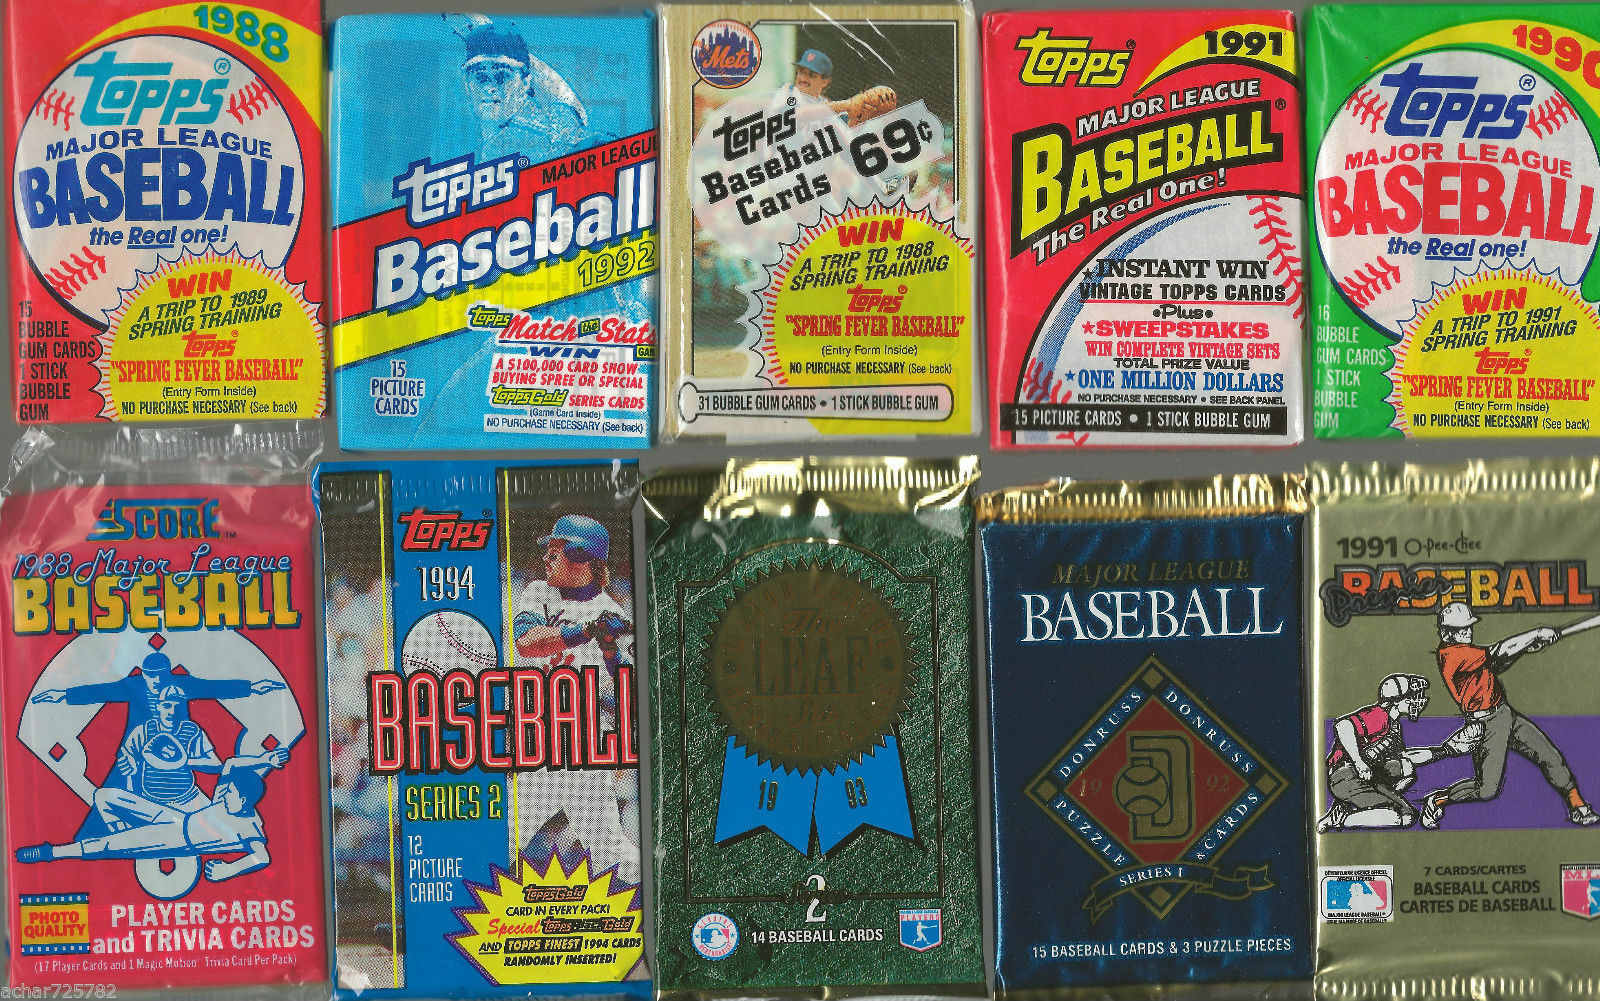 1988
Topps®
MAJOR LEAGUE
BASEBALL
the Real one!
WIN
A TRIP TO 1989
SPRING TRAINING
Topps
"SPRING FEVER BASEBALL"
(Entry Form Inside)
NO PURCHASE NECESSARY (See back)
15
BUBBLE
GUM CARDS
1 STICK
BUBBLE
GUM
Topps®
MAJOR LEAGUE
Baseball
1992
Topps Match the Stats
WIN GAM
A $100,000 CARD SHOW
BUYING SPREE OR SPECIAL
ToppsGold SERIES CARDS
(Game Card Inside)
NO PURCHASE NECESSARY (See back)
15
PICTURE
CARDS
Mets
Topps®
Baseball
Cards
69¢
WIN
A TRIP TO 1988
SPRING TRAINING
Topps
"SPRING FEVER BASEBALL"
(Entry Form Inside)
NO PURCHASE NECESSARY (See back)
31 BUBBLE GUM CARDS • 1 STICK BUBBLE GUM
Topps®
1991
MAJOR LEAGUE
BASEBALL®
The Real One!
INSTANT WIN
VINTAGE TOPPS CARDS
•Plus•
★SWEEPSTAKES
WIN COMPLETE VINTAGE SETS
TOTAL PRIZE VALUE
★ONE MILLION DOLLARS
NO PURCHASE NECESSARY • SEE BACK PANEL
15 PICTURE CARDS • 1 STICK BUBBLE GUM
1990
Topps®
MAJOR LEAGUE
BASEBALL
the Real one!
WIN
A TRIP TO 1991
SPRING TRAINING
Topps
"SPRING FEVER BASEBALL"
(Entry Form Inside)
NO PURCHASE NECESSARY (See back)
16
BUBBLE
GUM CARDS
1 STICK
BUBBLE
GUM
SCORE™
1988 Major League
BASEBALL
PHOTO
QUALITY
PLAYER CARDS
and TRIVIA CARDS
(17 Player Cards and 1 Magic Motion Trivia Card Per Pack)
achar725782
Topps®
1994
BASEBALL
SERIES 2
12
PICTURE
CARDS
ToppsGold
CARD IN EVERY PACK!
Special Topps Gold
AND TOPPS FINEST 1994 CARDS
RANDOMLY INSERTED!
The
LEAF
Set
19 93
Series
2
14 BASEBALL CARDS
MAJOR LEAGUE
BASEBALL
DONRUSS DONRUSS
19 92
PUZZLE & CARDS
SERIES I
15 BASEBALL CARDS & 3 PUZZLE PIECES
1991 O-Pee-Chee
BASEBALL
Premier
7 CARDS/CARTES
BASEBALL CARDS
CARTES DE BASEBALL
MAJOR LEAGUE BASEBALL